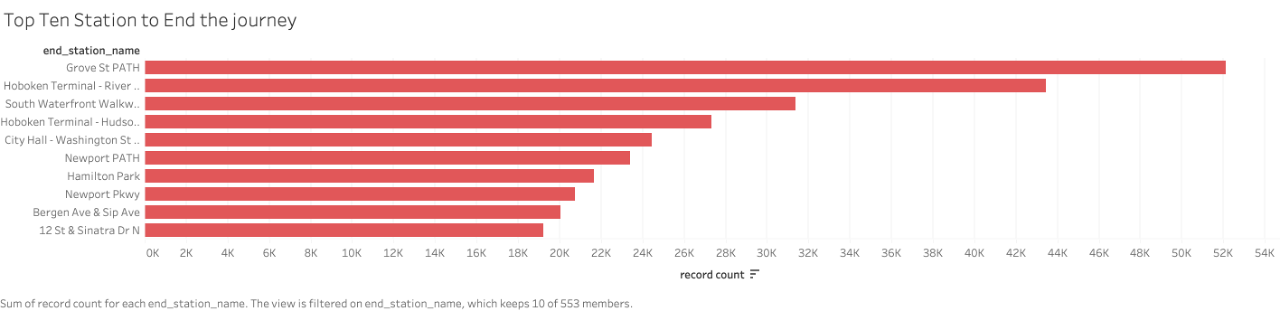 Top Ten Station to End the journey
end_station_name
Grove St PATH
Hoboken Terminal - River ..
South Waterfront Walkw..
Hoboken Terminal - Hudso..
City Hall - Washington St ..
Newport PATH
Hamilton Park
Newport Pkwy
Bergen Ave & Sip Ave
12 St & Sinatra Dr N
0K 2K 4K 6K 8K 10K 12K 14K 16K 18K 20K 22K 24K 26K 28K 30K 32K 34K 36K 38K 40K 42K 44K 46K 48K 50K 52K 54K
record count
Sum of record count for each end_station_name. The view is filtered on end_station_name, which keeps 10 of 553 members.